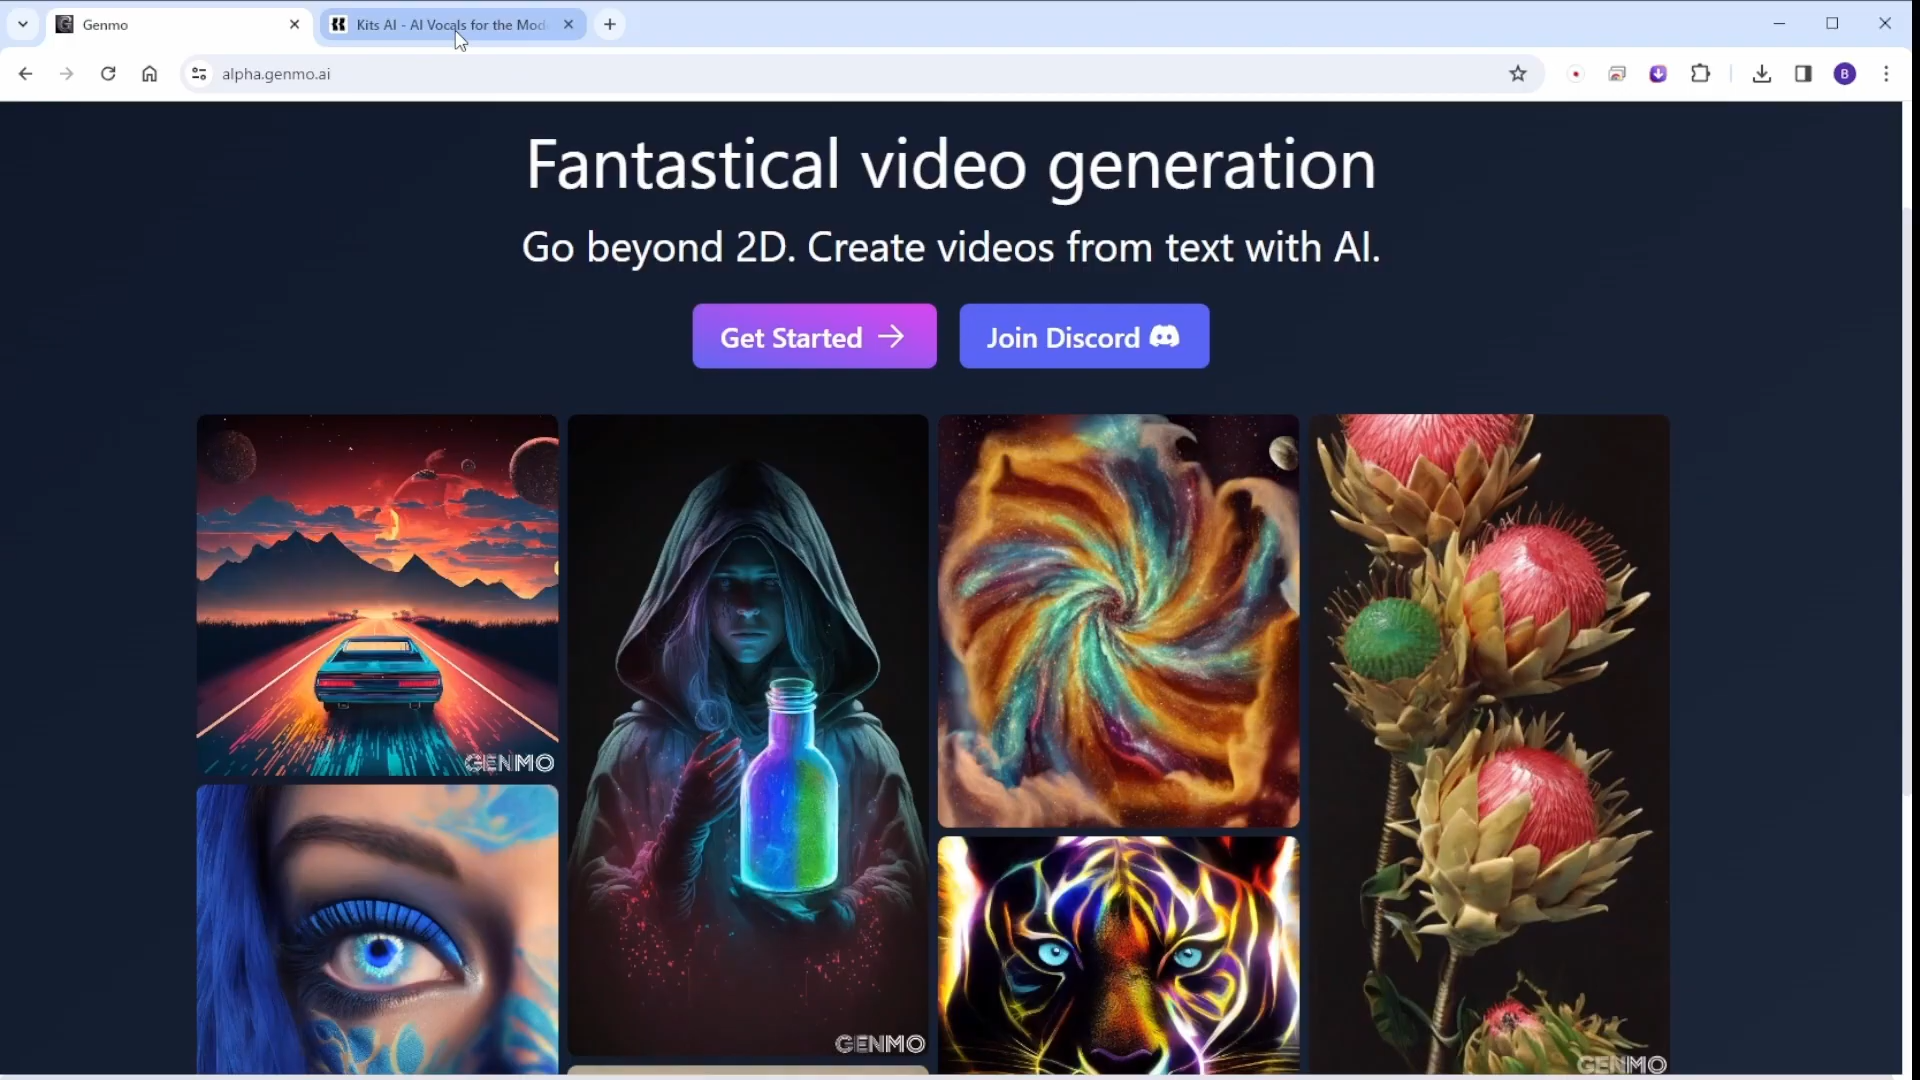 Genmo
Kits AI - AI Vocals for the Mod
alpha.genmo.ai
B
Fantastical video generation
Go beyond 2D. Create videos from text with AI.
Get Started
Join Discord
GENMO
GENMO
GENMO